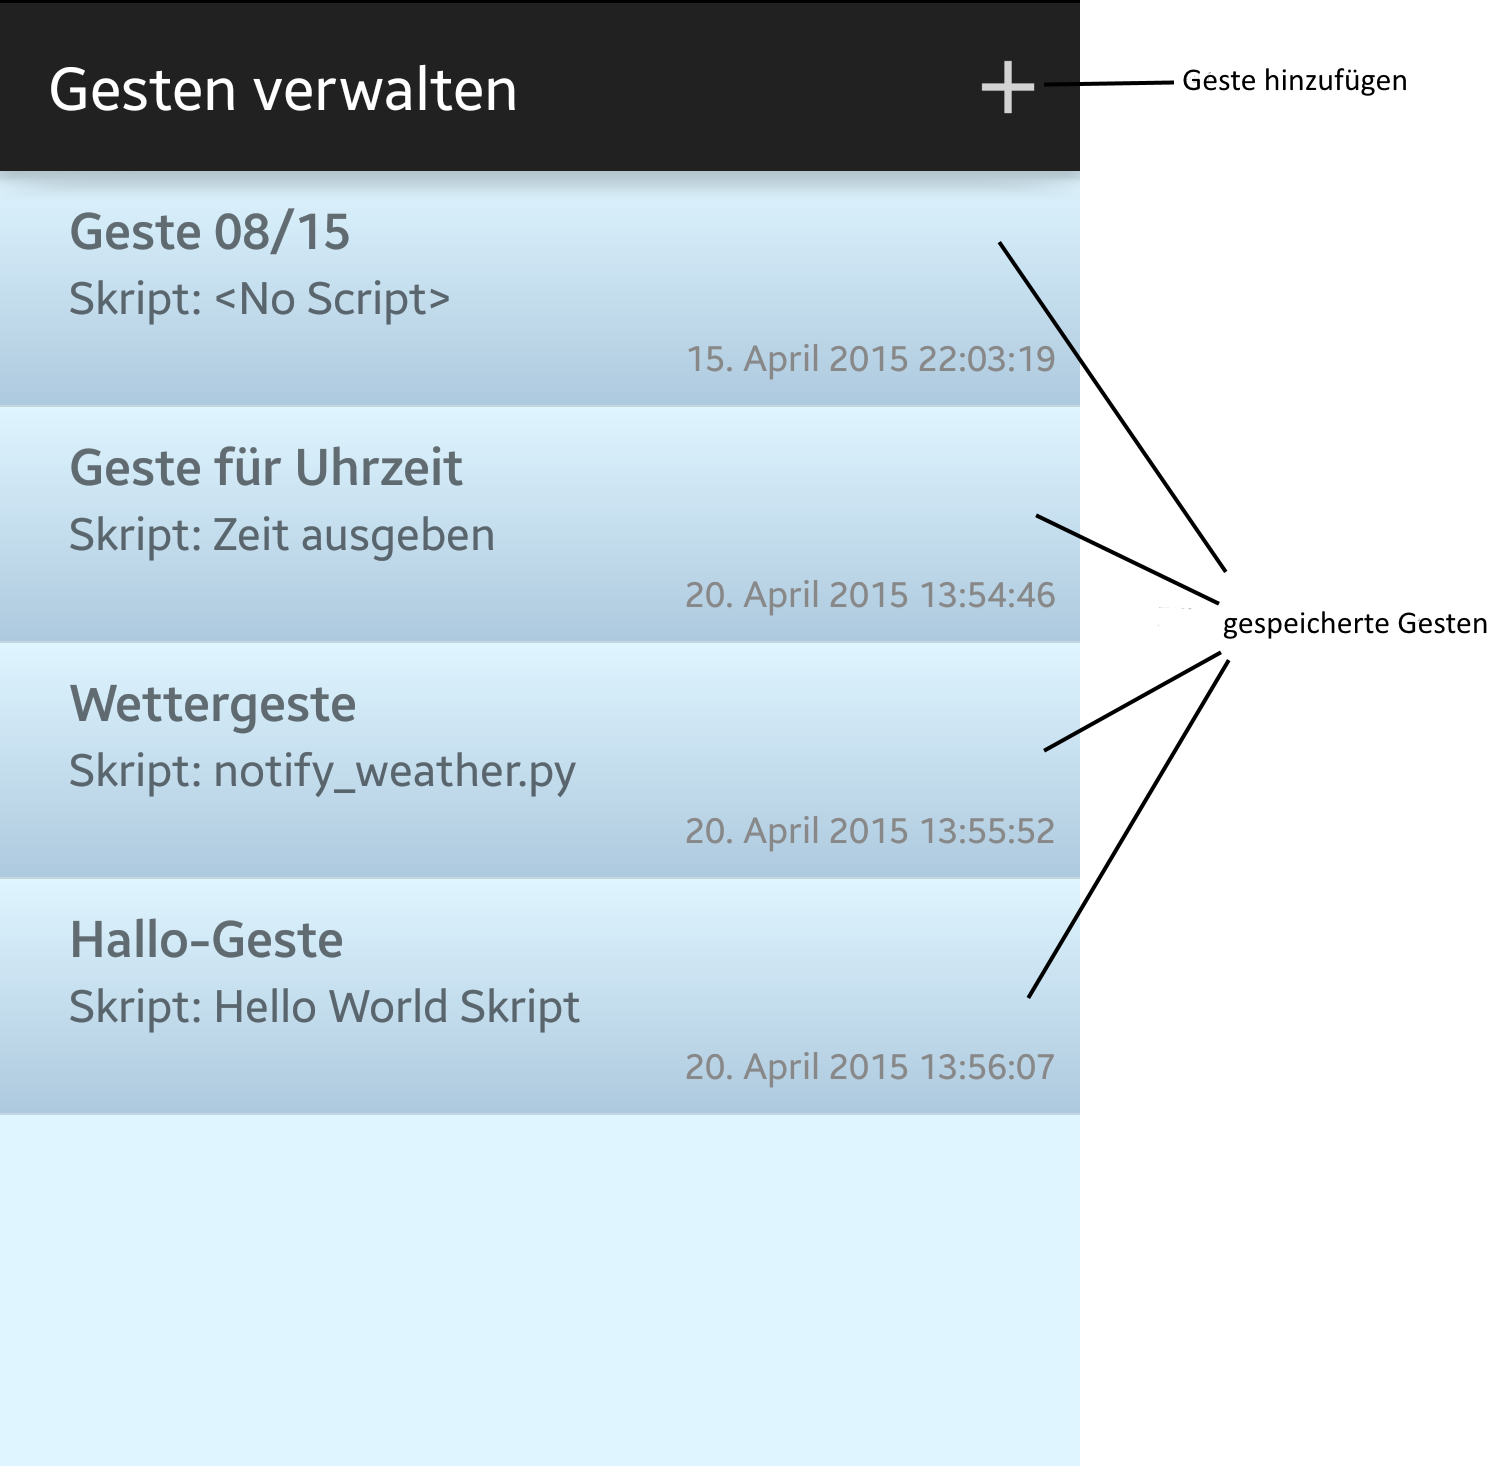 Gesten verwalten
Geste hinzufügen
Geste 08/15
Skript: <No Script>
15. April 2015 22:03:19
Geste für Uhrzeit
Skript: Zeit ausgeben
20. April 2015 13:54:46
gespeicherte Gesten
Wettergeste
Skript: notify_weather.py
20. April 2015 13:55:52
Hallo-Geste
Skript: Hello World Skript
20. April 2015 13:56:07